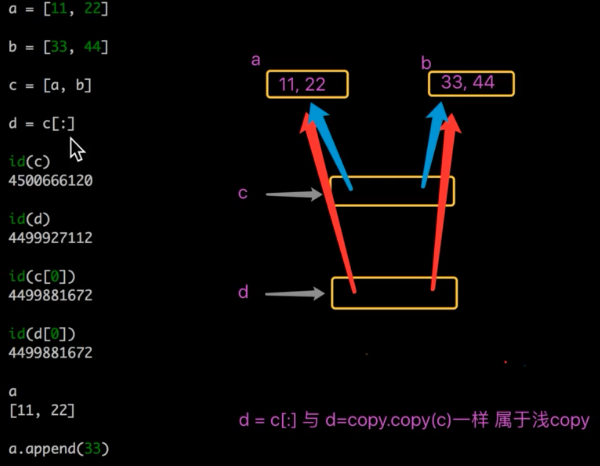 a = [11, 22]
b = [33, 44]
c = [a, b]
d = c[:]
id(c)
4500666120
id(d)
4499927112
id(c[0])
4499881672
id(d[0])
4499881672
a
[11, 22]
a.append(33)
a
11, 22
b
33, 44
c
d
d = c[:] 与 d=copy.copy(c)一样 属于浅copy